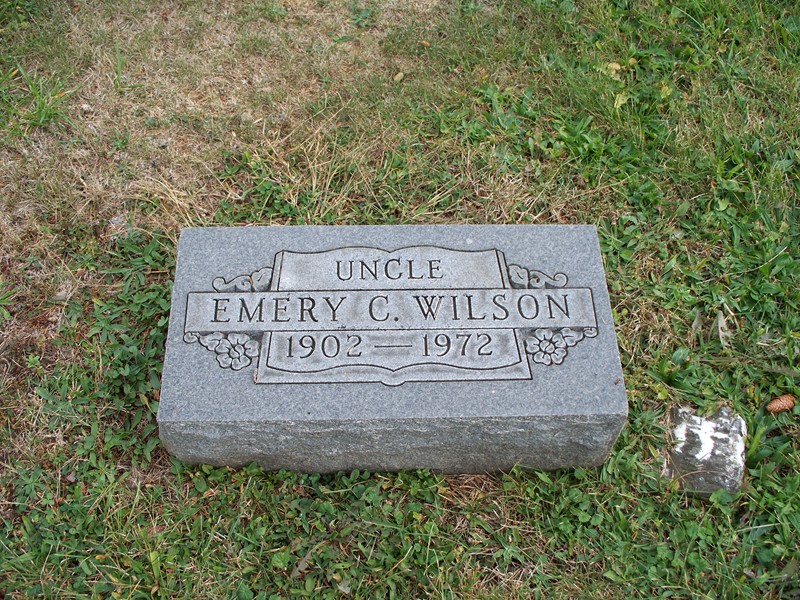 UNCLE
EMERY C. WILSON
1902 — 1972